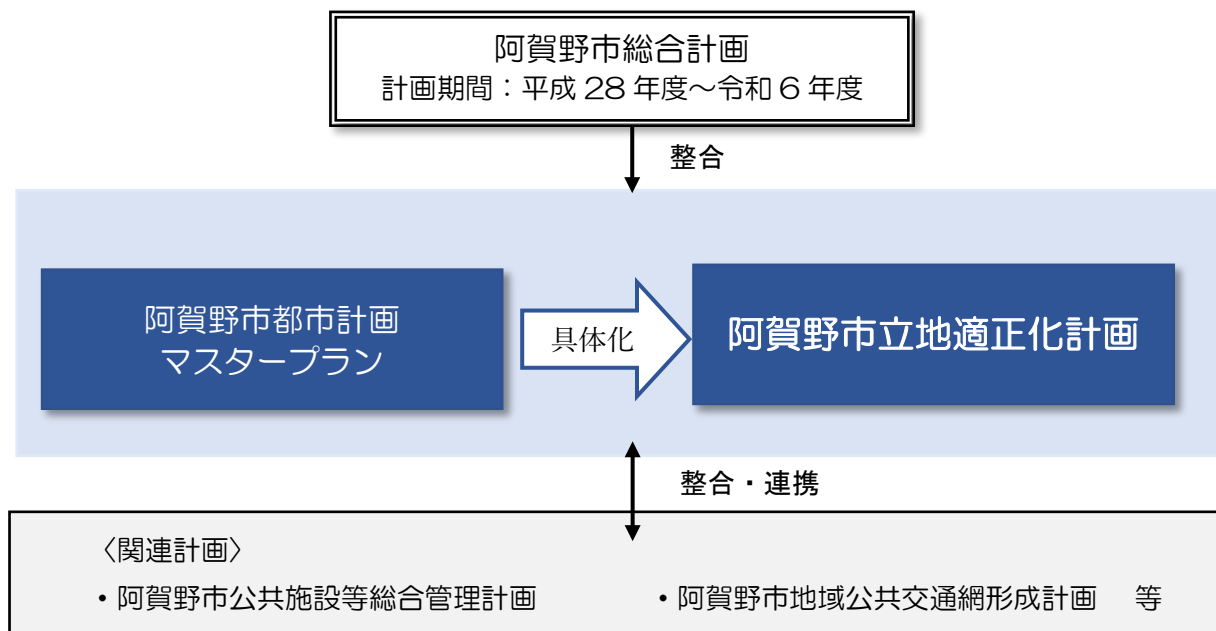 阿賀野市総合計画
計画期間：平成 28 年度～令和 6 年度
整合
阿賀野市都市計画
マスタープラン
具体化
阿賀野市立地適正化計画
整合・連携
〈関連計画〉
・阿賀野市公共施設等総合管理計画　・阿賀野市地域公共交通網形成計画　等